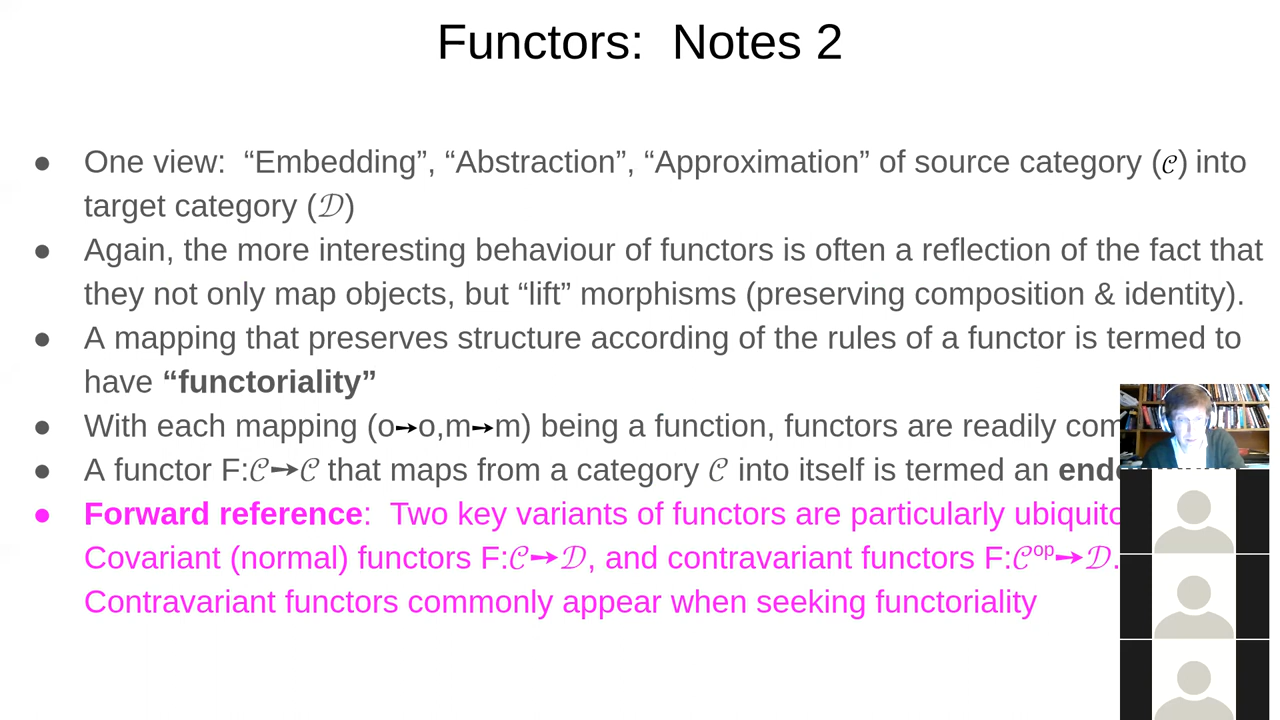 Functors: Notes 2
● One view: “Embedding”, “Abstraction”, “Approximation” of source category (𝒞) into
target category (𝒟)
● Again, the more interesting behaviour of functors is often a reflection of the fact that
they not only map objects, but “lift” morphisms (preserving composition & identity).
● A mapping that preserves structure according of the rules of a functor is termed to
have “functoriality”
● With each mapping (o→o,m→m) being a function, functors are readily
● A functor F:𝒞→𝒞 that maps from a category 𝒞 into itself is termed an
● Forward reference: Two key variants of functors are particularly
Covariant (normal) functors F:𝒞→𝒟, and contravariant functors F:𝒞ᵒᵖ→𝒟.
Contravariant functors commonly appear when seeking functoriality